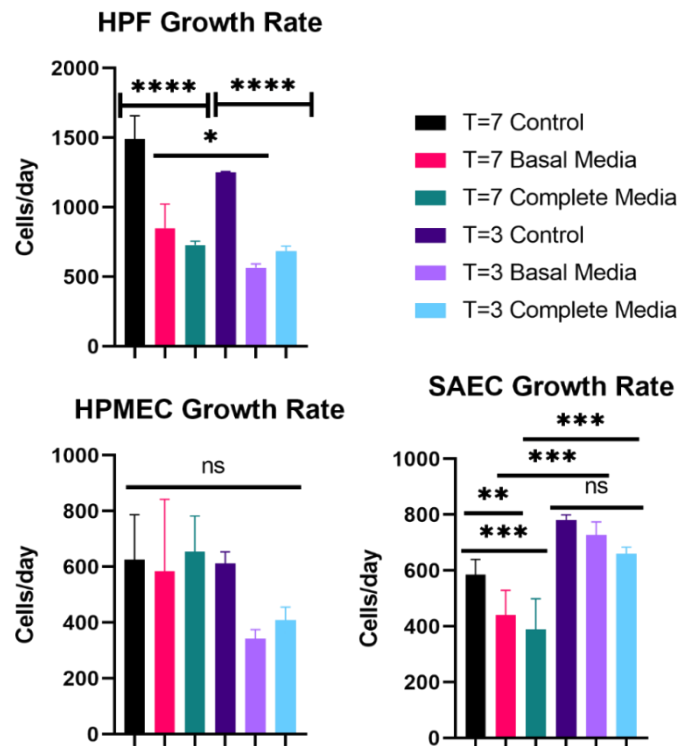 HPF Growth Rate
2000
1500
1000
500
0
Cells/day
**** ****
*
T=7 Control
T=7 Basal Media
T=7 Complete Media
T=3 Control
T=3 Basal Media
T=3 Complete Media
HPMEC Growth Rate
1000
800
600
400
200
0
Cells/day
ns
SAEC Growth Rate
1000
800
600
400
200
0
Cells/day
***
***
**
ns
***